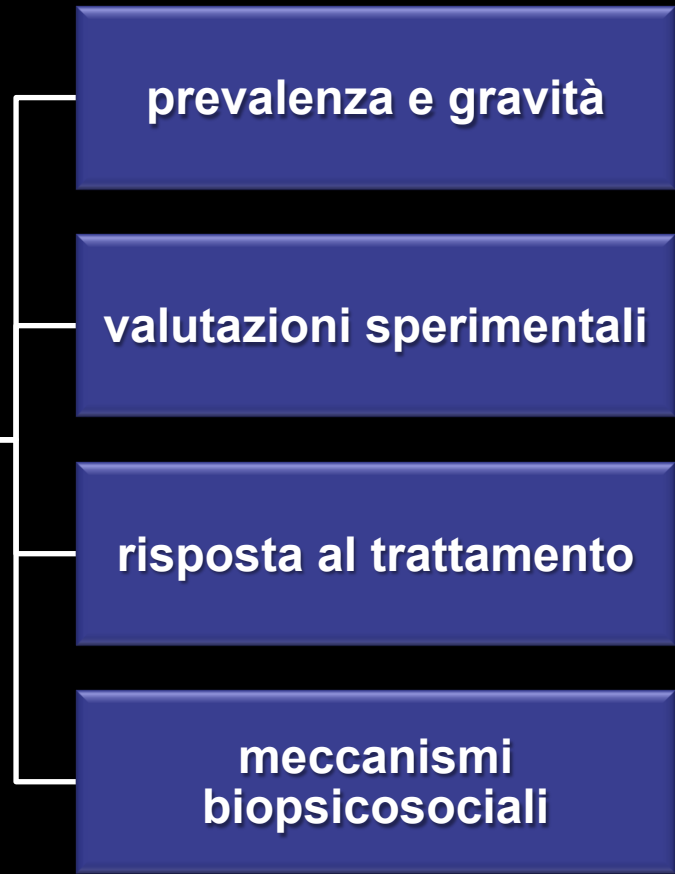 prevalenza e gravità
valutazioni sperimentali
risposta al trattamento
meccanismi
biopsicosociali